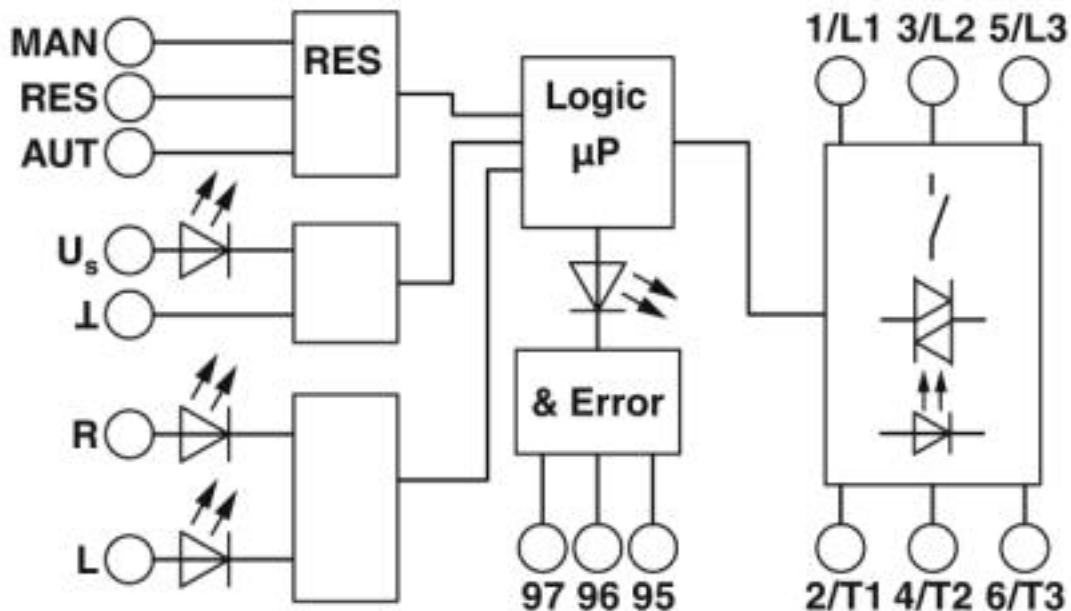 MAN
RES
AUT
RES
U_s
⊥
R
L
Logic
µP
& Error
97 96 95
1/L1 3/L2 5/L3
2/T1 4/T2 6/T3